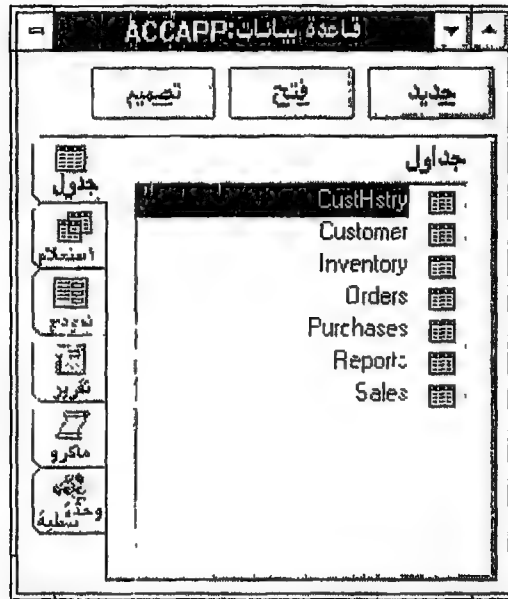 قاعدة بيانات:ACCAPP
جديد
فتح
تصميم
جداول
CustHstry
Customer
Inventory
Orders
Purchases
Reports
Sales
جدول
استعلام
نموذج
تقرير
ماكرو
وحدة نمطية